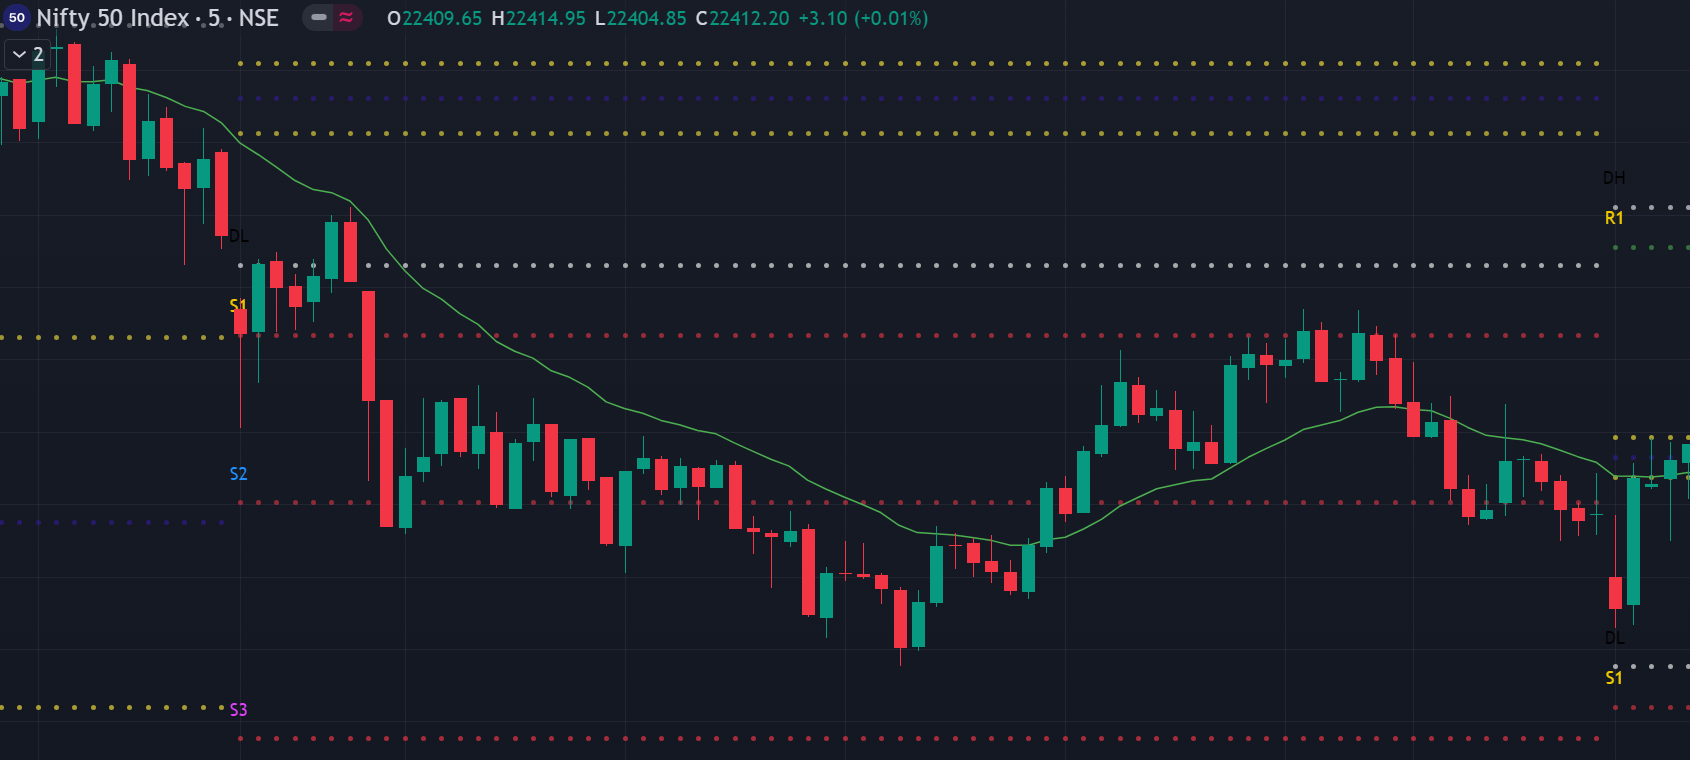 50 Nifty 50 Index · 5 · NSE O22409.65 H22414.95 L22404.85 C22412.20 +3.10 (+0.01%)
2
DH
R1
DL
S1
S2
DL
S1
S3